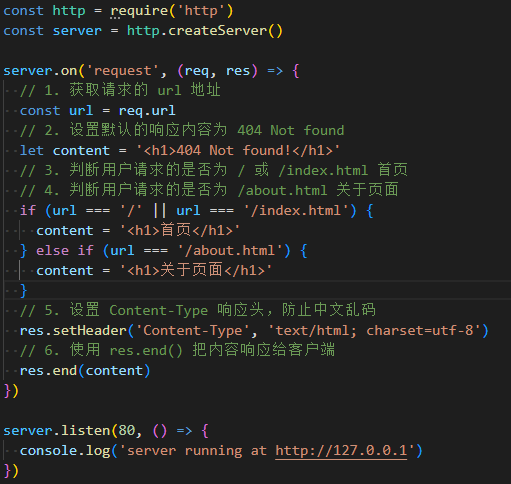 const http = require('http')
const server = http.createServer()

server.on('request', (req, res) => {
  // 1. 获取请求的 url 地址
  const url = req.url
  // 2. 设置默认的响应内容为 404 Not found
  let content = '<h1>404 Not found!</h1>'
  // 3. 判断用户请求的是否为 / 或 /index.html 首页
  // 4. 判断用户请求的是否为 /about.html 关于页面
  if (url === '/' || url === '/index.html') {
    content = '<h1>首页</h1>'
  } else if (url === '/about.html') {
    content = '<h1>关于页面</h1>'
  }
  // 5. 设置 Content-Type 响应头，防止中文乱码
  res.setHeader('Content-Type', 'text/html; charset=utf-8')
  // 6. 使用 res.end() 把内容响应给客户端
  res.end(content)
})

server.listen(80, () => {
  console.log('server running at http://127.0.0.1')
})